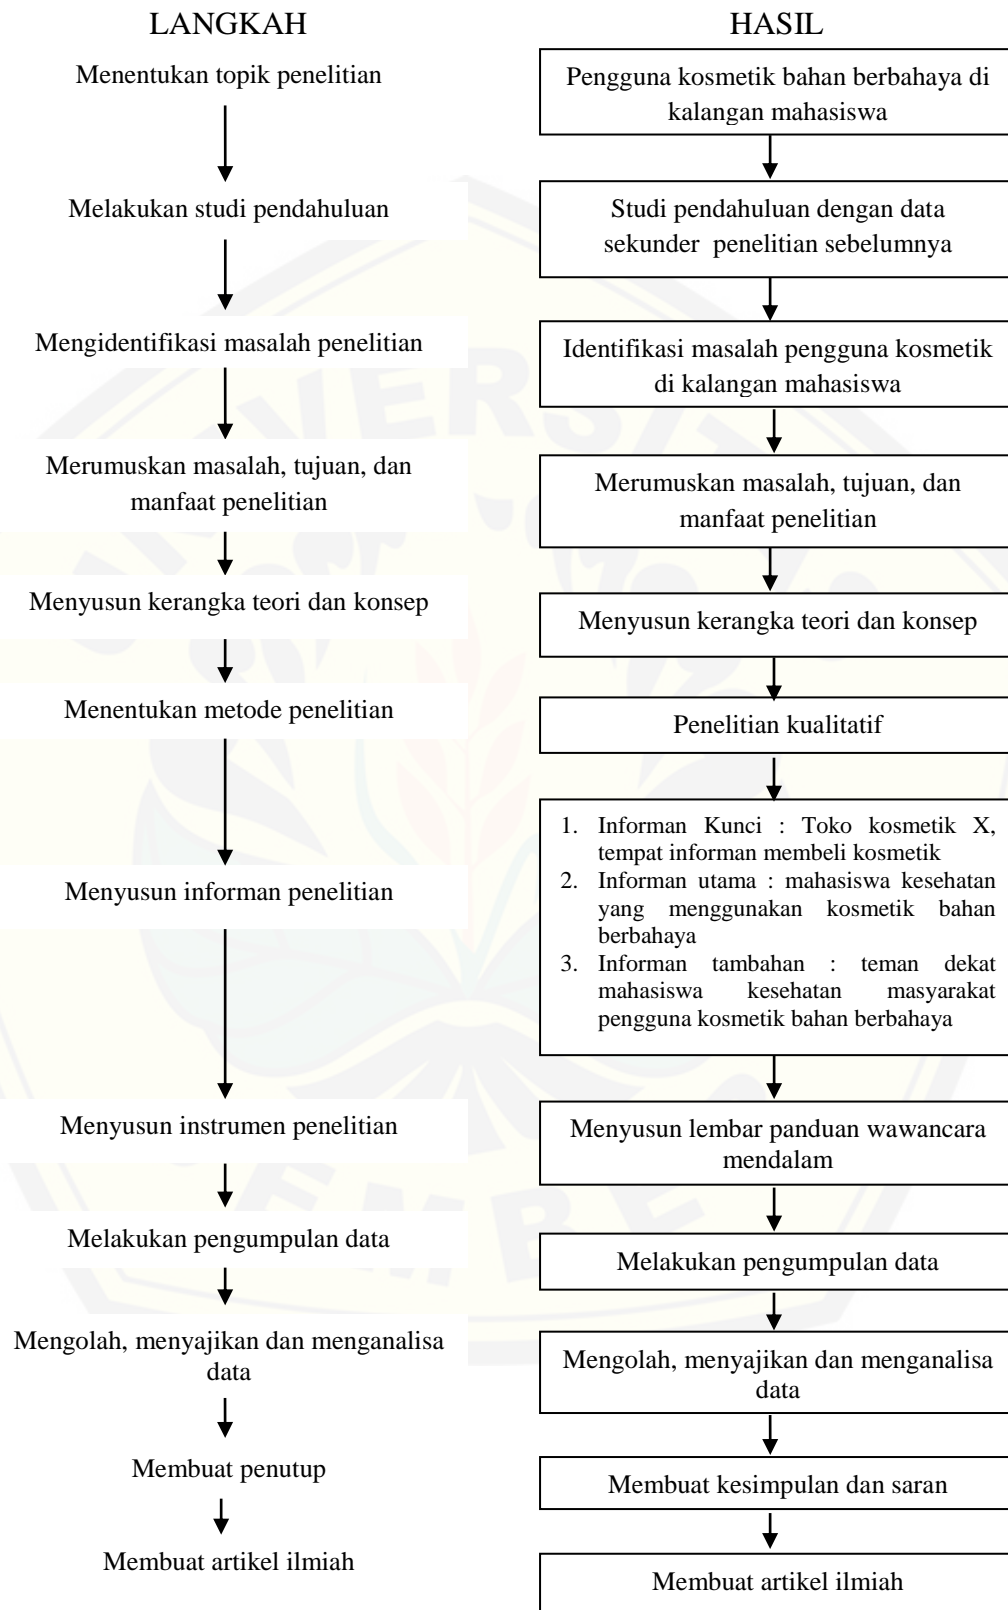 LANGKAH
HASIL
Menentukan topik penelitian
Pengguna kosmetik bahan berbahaya di
kalangan mahasiswa
Melakukan studi pendahuluan
Studi pendahuluan dengan data
sekunder penelitian sebelumnya
Mengidentifikasi masalah penelitian
Identifikasi masalah pengguna kosmetik
di kalangan mahasiswa
Merumuskan masalah, tujuan, dan
manfaat penelitian
Merumuskan masalah, tujuan, dan
manfaat penelitian
Menyusun kerangka teori dan konsep
Menyusun kerangka teori dan konsep
Menentukan metode penelitian
Penelitian kualitatif
Menyusun informan penelitian
1. Informan Kunci : Toko kosmetik X,
tempat informan membeli kosmetik
2. Informan utama : mahasiswa kesehatan
yang menggunakan kosmetik bahan
berbahaya
3. Informan tambahan : teman dekat
mahasiswa kesehatan masyarakat
pengguna kosmetik bahan berbahaya
Menyusun instrumen penelitian
Menyusun lembar panduan wawancara
mendalam
Melakukan pengumpulan data
Melakukan pengumpulan data
Mengolah, menyajikan dan menganalisa
data
Mengolah, menyajikan dan menganalisa
data
Membuat penutup
Membuat kesimpulan dan saran
Membuat artikel ilmiah
Membuat artikel ilmiah